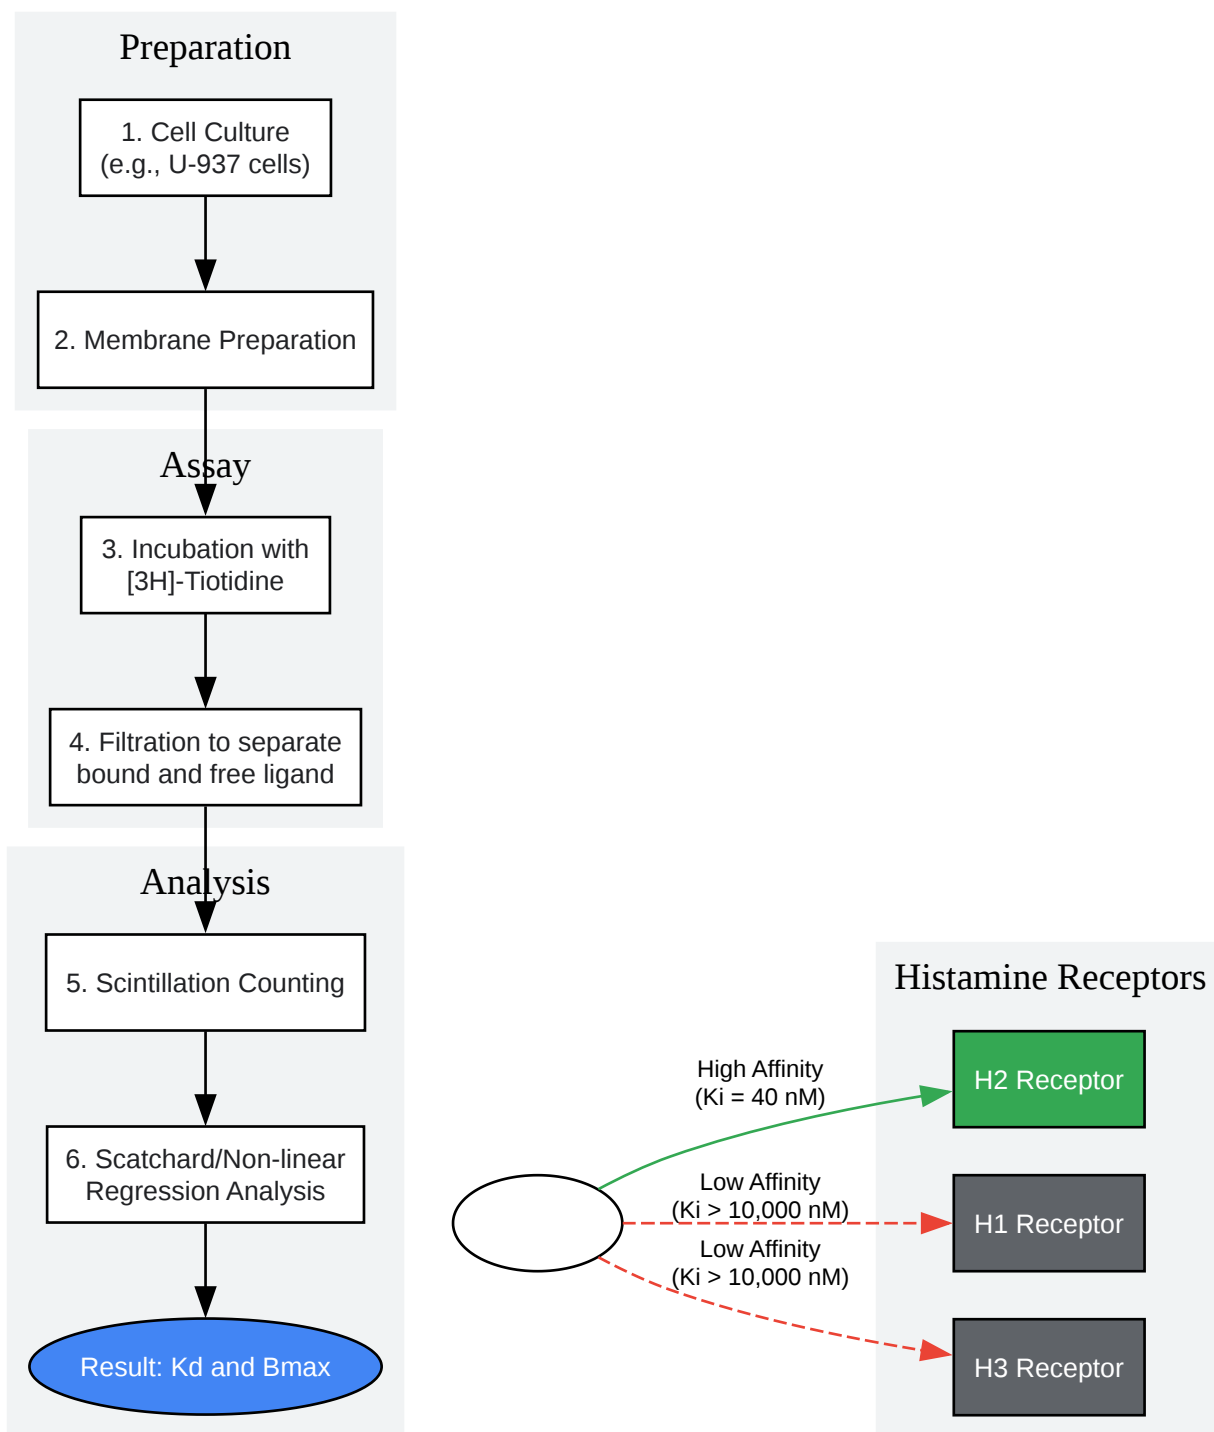 Preparation
1. Cell Culture
(e.g., U-937 cells)
2. Membrane Preparation
Assay
3. Incubation with
[3H]-Tiotidine
4. Filtration to separate
bound and free ligand
Analysis
5. Scintillation Counting
6. Scatchard/Non-linear
Regression Analysis
Result: Kd and Bmax
Histamine Receptors
High Affinity
(Ki = 40 nM)
H2 Receptor
Low Affinity
(Ki > 10,000 nM)
H1 Receptor
Low Affinity
(Ki > 10,000 nM)
H3 Receptor